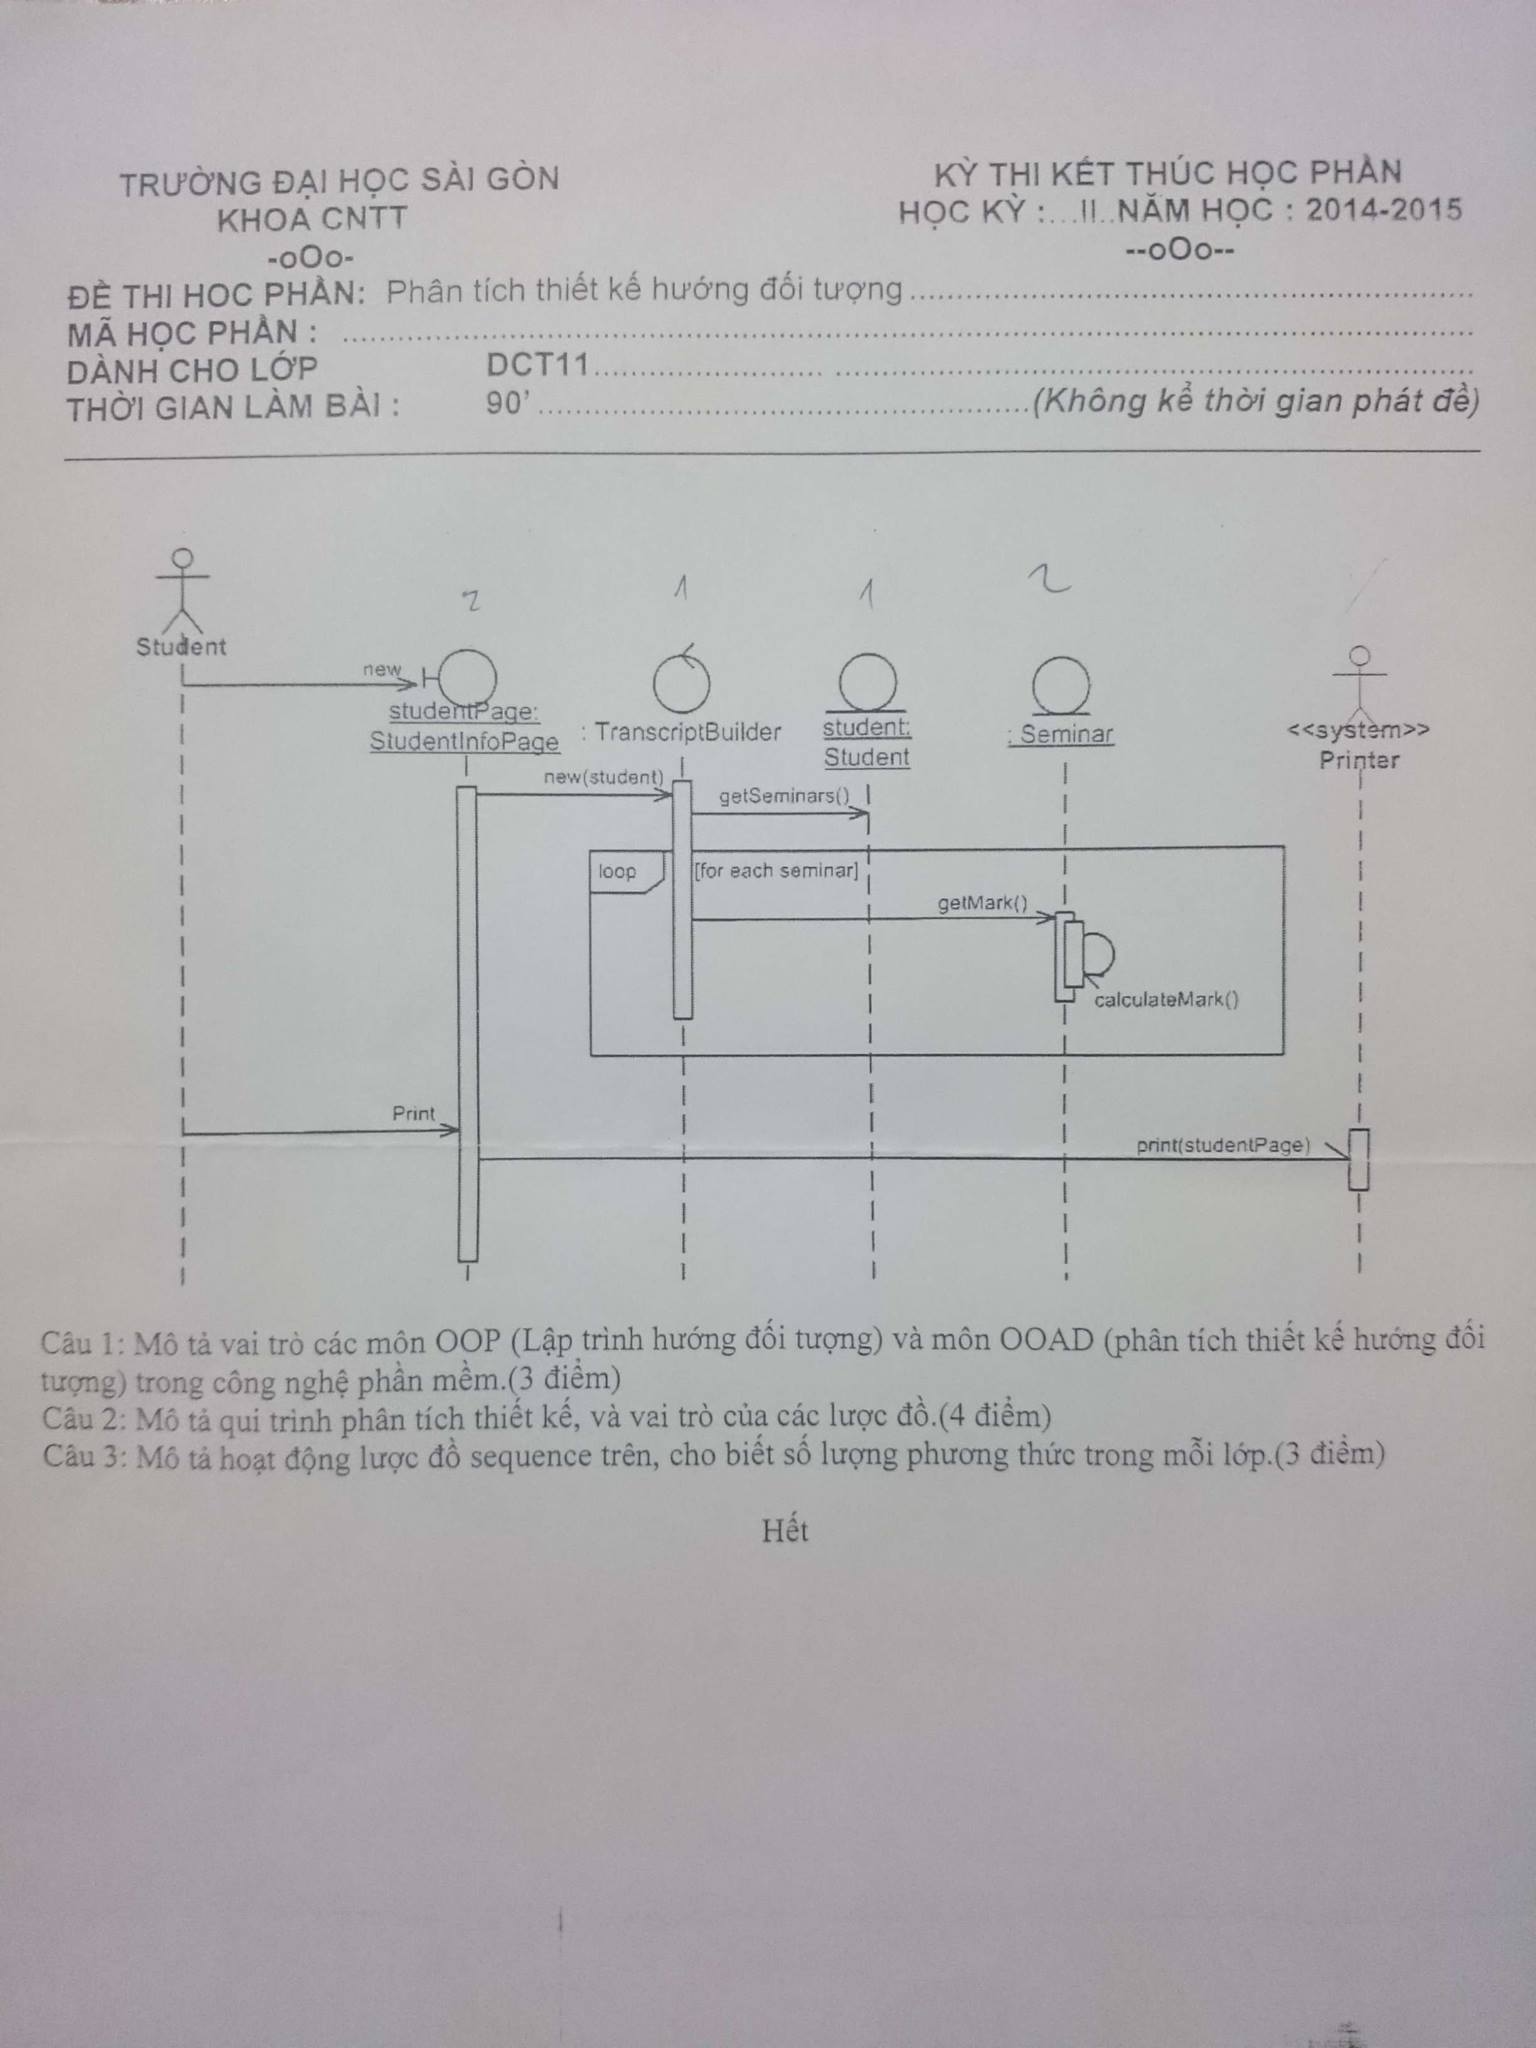 TRƯỜNG ĐẠI HỌC SÀI GÒN
KHOA CNTT
-oOo-
KỲ THI KẾT THÚC HỌC PHẦN
HỌC KỲ :...II..NĂM HỌC : 2014-2015
--oOo--
ĐỀ THI HOC PHẦN: Phân tích thiết kế hướng đối tượng
MÃ HỌC PHẦN :
DÀNH CHO LỚP DCT11
THỜI GIAN LÀM BÀI : 90' (Không kể thời gian phát đề)
2 1 1 2
Student
new
studentPage:
StudentInfoPage
: TranscriptBuilder
student:
Student
: Seminar
<<system>>
Printer
new(student)
getSeminars()
loop
[for each seminar]
getMark()
calculateMark()
Print
print(studentPage)
Câu 1: Mô tả vai trò các môn OOP (Lập trình hướng đối tượng) và môn OOAD (phân tích thiết kế hướng đối
tượng) trong công nghệ phần mềm.(3 điểm)
Câu 2: Mô tả qui trình phân tích thiết kế, và vai trò của các lược đồ.(4 điểm)
Câu 3: Mô tả hoạt động lược đồ sequence trên, cho biết số lượng phương thức trong mỗi lớp.(3 điểm)
Hết